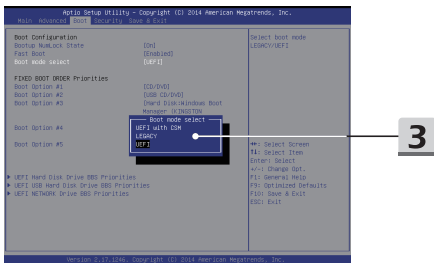 Aptio Setup Utility - Copyright (C) 2014 American Megatrends, Inc.
Main Advanced Boot Security Save & Exit
Boot Configuration
Bootup NumLock State [On]
Fast Boot [Enabled]
Boot mode select [UEFI]
FIXED BOOT ORDER Priorities
Boot Option #1 [CD/DVD]
Boot Option #2 [USB CD/DVD]
Boot Option #3 [Hard Disk:Windows Boot
Manager (KINGSTON
Boot Option #4
Boot Option #5
Boot mode select
UEFI with CSM
LEGACY
UEFI
UEFI Hard Disk Drive BBS Priorities
UEFI USB Hard Disk Drive BBS Priorities
UEFI NETWORK Drive BBS Priorities
Select boot mode
LEGACY/UEFI
3
→←: Select Screen
↑↓: Select Item
Enter: Select
+/-: Change Opt.
F1: General Help
F9: Optimized Defaults
F10: Save & Exit
ESC: Exit
Version 2.17.1246. Copyright (C) 2014 American Megatrends, Inc.